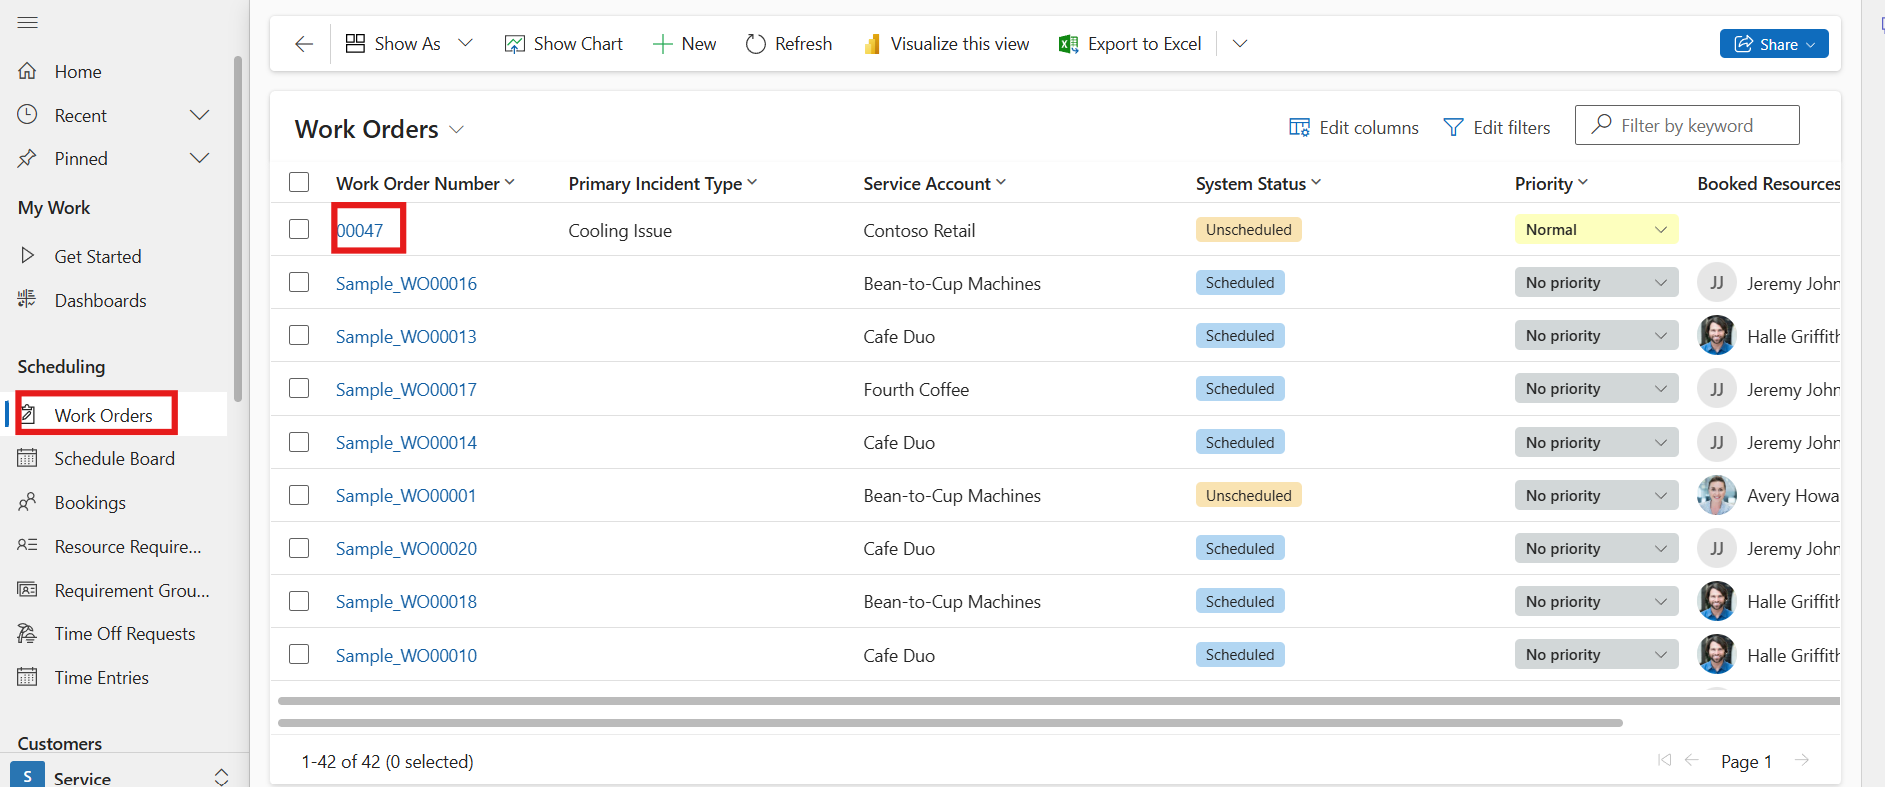 Show As
Show Chart
New
Refresh
Visualize this view
Export to Excel
Share
Home
Recent
Pinned
My Work
Get Started
Dashboards
Scheduling
Work Orders
Schedule Board
Bookings
Resource Require...
Requirement Grou...
Time Off Requests
Time Entries
Customers
S Service
Work Orders
Edit columns
Edit filters
Filter by keyword
Work Order Number Primary Incident Type Service Account System Status Priority Booked Resources
00047 Cooling Issue Contoso Retail Unscheduled Normal
Sample_WO00016 Bean-to-Cup Machines Scheduled No priority JJ Jeremy John
Sample_WO00013 Cafe Duo Scheduled No priority Halle Griffith
Sample_WO00017 Fourth Coffee Scheduled No priority JJ Jeremy John
Sample_WO00014 Cafe Duo Scheduled No priority JJ Jeremy John
Sample_WO00001 Bean-to-Cup Machines Unscheduled No priority Avery Howa
Sample_WO00020 Cafe Duo Scheduled No priority JJ Jeremy John
Sample_WO00018 Bean-to-Cup Machines Scheduled No priority Halle Griffith
Sample_WO00010 Cafe Duo Scheduled No priority Halle Griffith
1-42 of 42 (0 selected)
Page 1